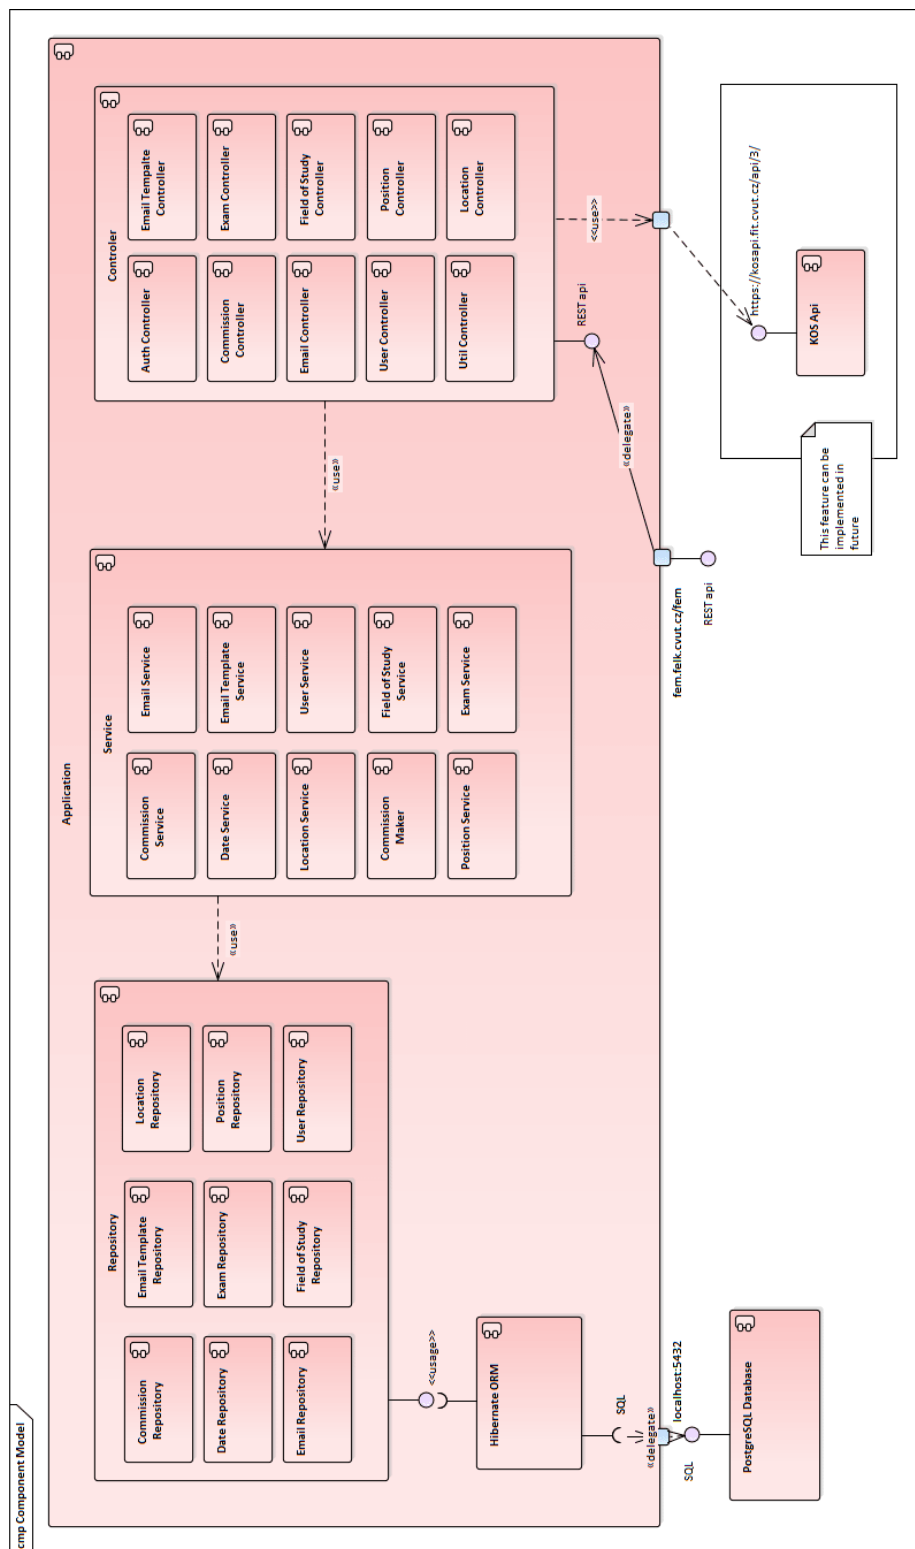 cmp Component Model
Application
Repository
Commission
Repository
Email Template
Repository
Location
Repository
Date Repository
Exam Repository
Position
Repository
Email Repository
Field of Study
Repository
User Repository
«use»
Service
Commission
Service
Email Service
Date Service
Email Template
Service
Location Service
User Service
Commission
Maker
Field of Study
Service
Position Service
Exam Service
«use»
Controler
Auth Controller
Email Tempalte
Controller
Commission
Controller
Exam Controller
Email Controller
Field of Study
Controller
User Controller
Position
Controller
Util Controller
Location
Controller
<<usage>>
Hibernate ORM
SQL
«delegate»
localhost:5432
SQL
PostgreSQL Database
REST api
«delegate»
fem.felk.cvut.cz/fem
REST api
<<use>>
https://kosapi.fit.cvut.cz/api/3/
KOS Api
This feature can be
implemented in
future